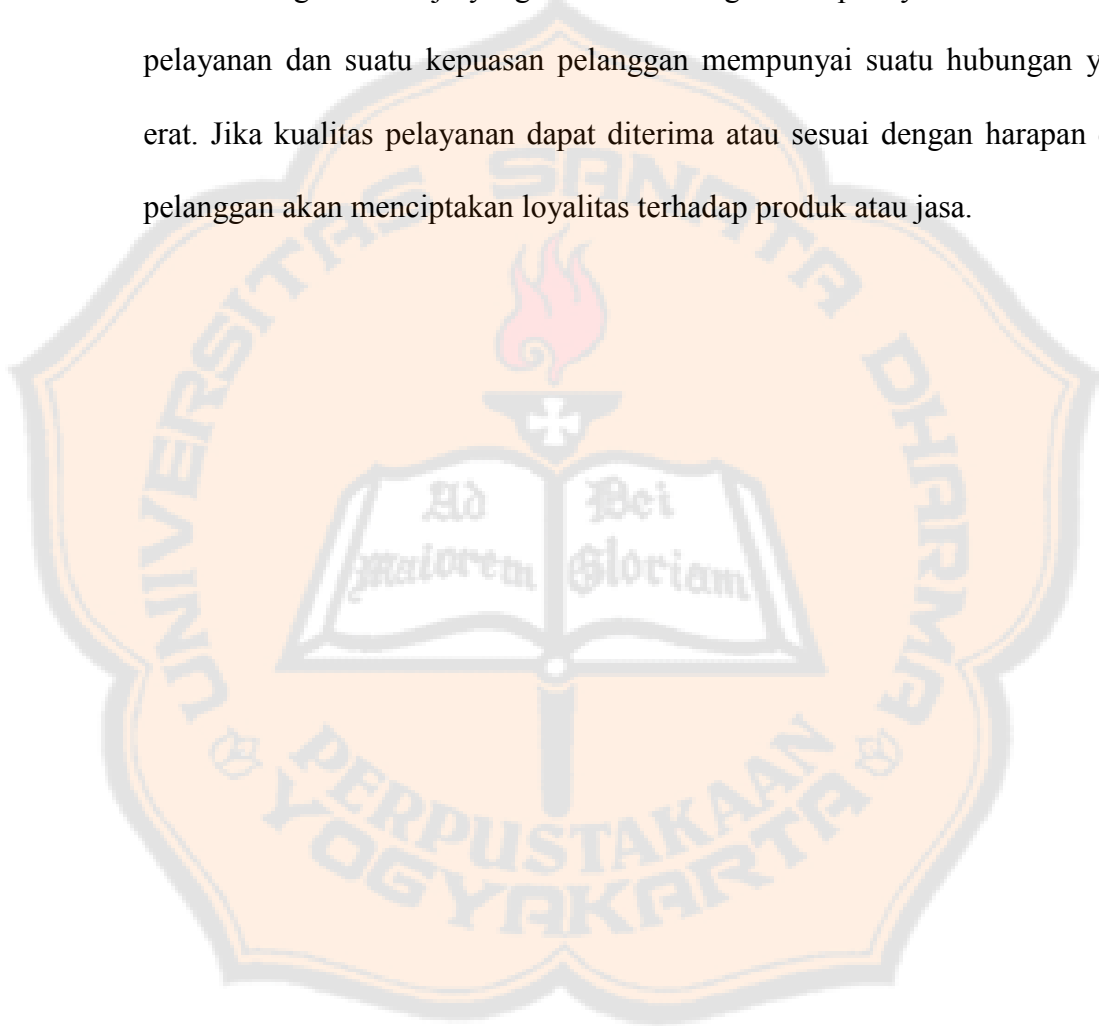 pelayanan dan suatu kepuasan pelanggan mempunyai suatu hubungan y
erat. Jika kualitas pelayanan dapat diterima atau sesuai dengan harapan
pelanggan akan menciptakan loyalitas terhadap produk atau jasa.
UNIVERSITAS SANATA DHARMA
Ad Dei
Maiorem Gloriam
PERPUSTAKAAN
YOGYAKARTA